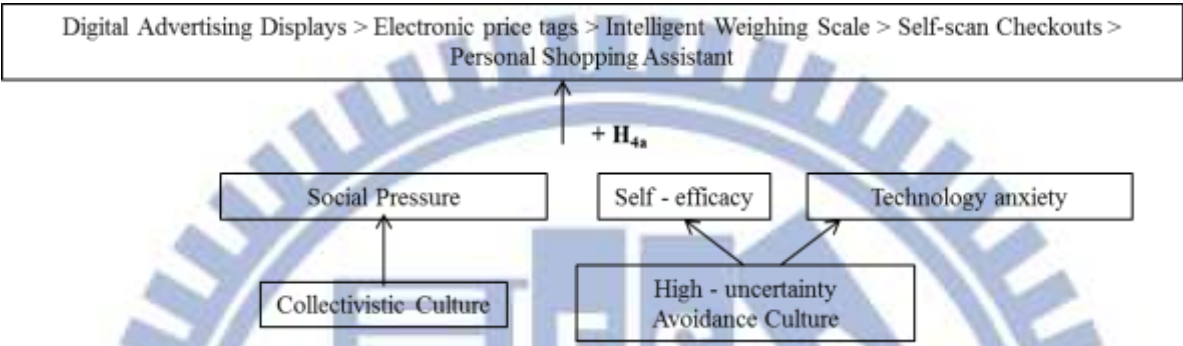 Digital Advertising Displays > Electronic price tags > Intelligent Weighing Scale > Self-scan Checkouts >
Personal Shopping Assistant
+ H4a
Social Pressure
Self - efficacy
Technology anxiety
Collectivistic Culture
High - uncertainty
Avoidance Culture